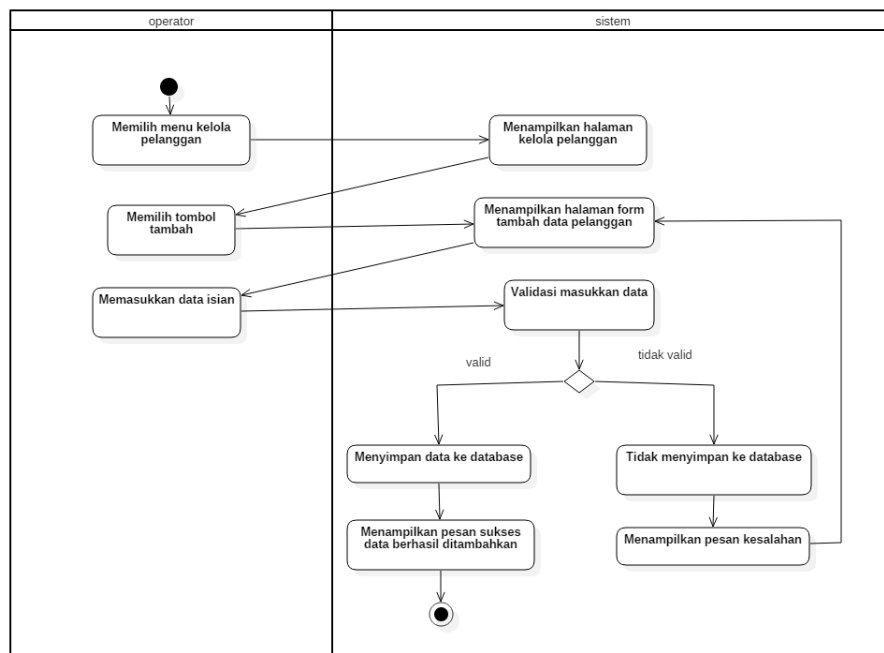 operator
sistem
Memilih menu kelola
pelanggan
Menampilkan halaman
kelola pelanggan
Memilih tombol
tambah
Menampilkan halaman form
tambah data pelanggan
Memasukkan data isian
Validasi masukkan data
valid
tidak valid
Menyimpan data ke database
Tidak menyimpan ke database
Menampilkan pesan sukses
data berhasil ditambahkan
Menampilkan pesan kesalahan